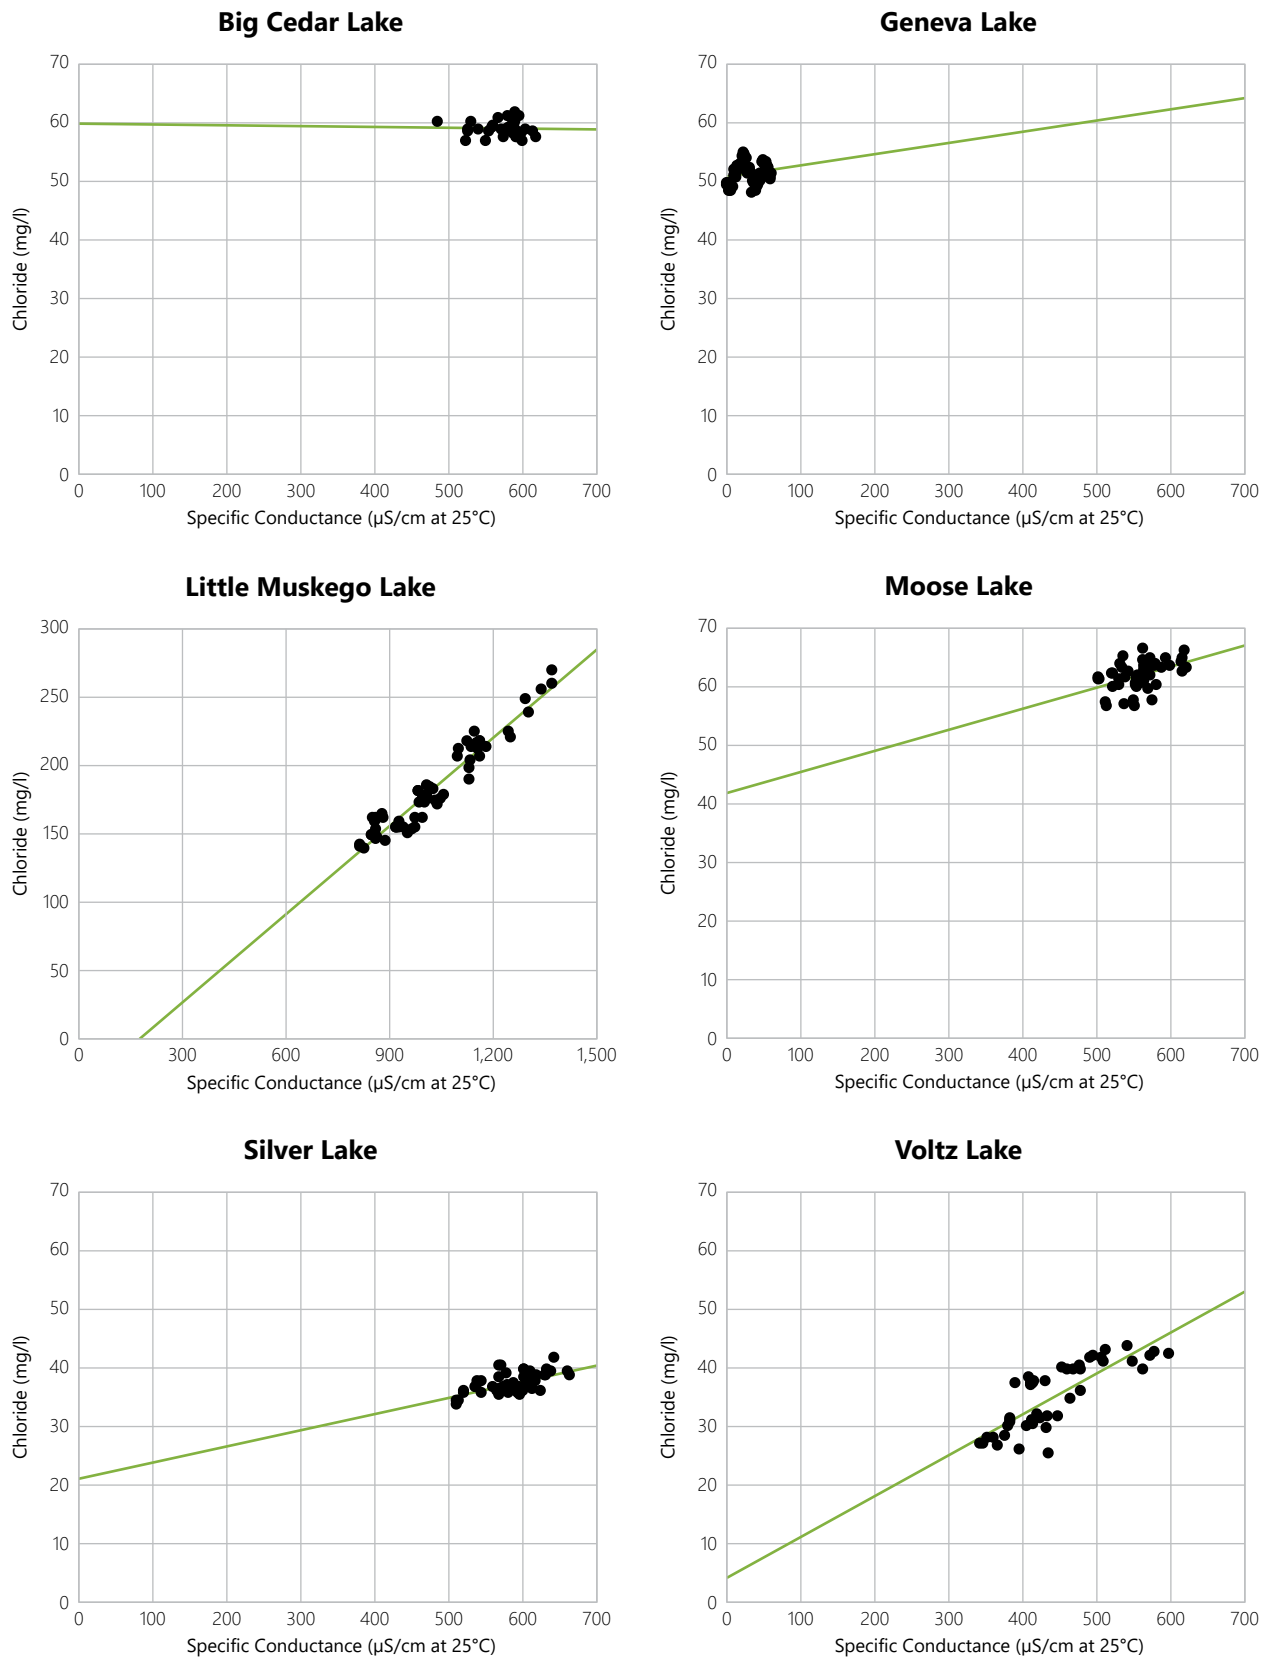 Big Cedar Lake
70
60
50
40
30
20
10
0
Chloride (mg/l)
0 100 200 300 400 500 600 700
Specific Conductance (µS/cm at 25°C)
Geneva Lake
70
60
50
40
30
20
10
0
Chloride (mg/l)
0 100 200 300 400 500 600 700
Specific Conductance (µS/cm at 25°C)
Little Muskego Lake
300
250
200
150
100
50
0
Chloride (mg/l)
0 300 600 900 1,200 1,500
Specific Conductance (µS/cm at 25°C)
Moose Lake
70
60
50
40
30
20
10
0
Chloride (mg/l)
0 100 200 300 400 500 600 700
Specific Conductance (µS/cm at 25°C)
Silver Lake
70
60
50
40
30
20
10
0
Chloride (mg/l)
0 100 200 300 400 500 600 700
Specific Conductance (µS/cm at 25°C)
Voltz Lake
70
60
50
40
30
20
10
0
Chloride (mg/l)
0 100 200 300 400 500 600 700
Specific Conductance (µS/cm at 25°C)